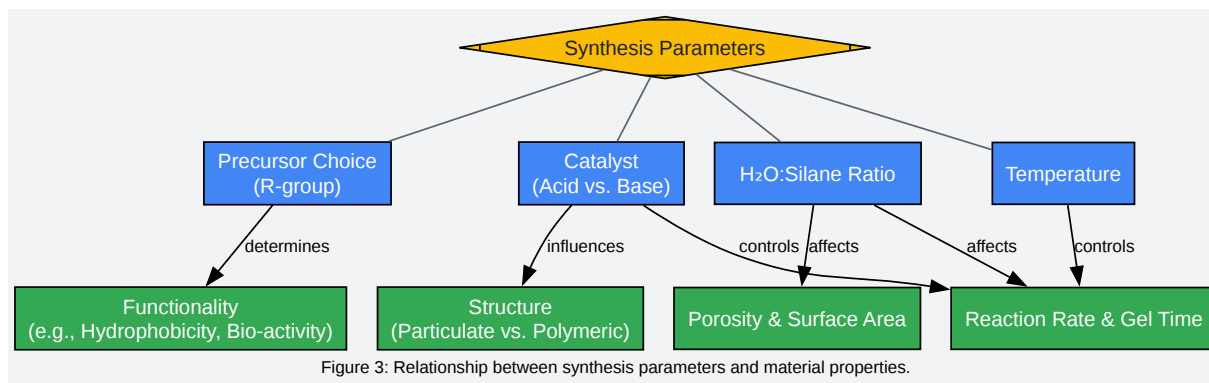 Synthesis Parameters
Precursor Choice
(R-group)
Catalyst
(Acid vs. Base)
H₂O:Silane Ratio
Temperature
determines
influences
controls
affects
affects
controls
Functionality
(e.g., Hydrophobicity, Bio-activity)
Structure
(Particulate vs. Polymeric)
Porosity & Surface Area
Reaction Rate & Gel Time
Figure 3: Relationship between synthesis parameters and material properties.